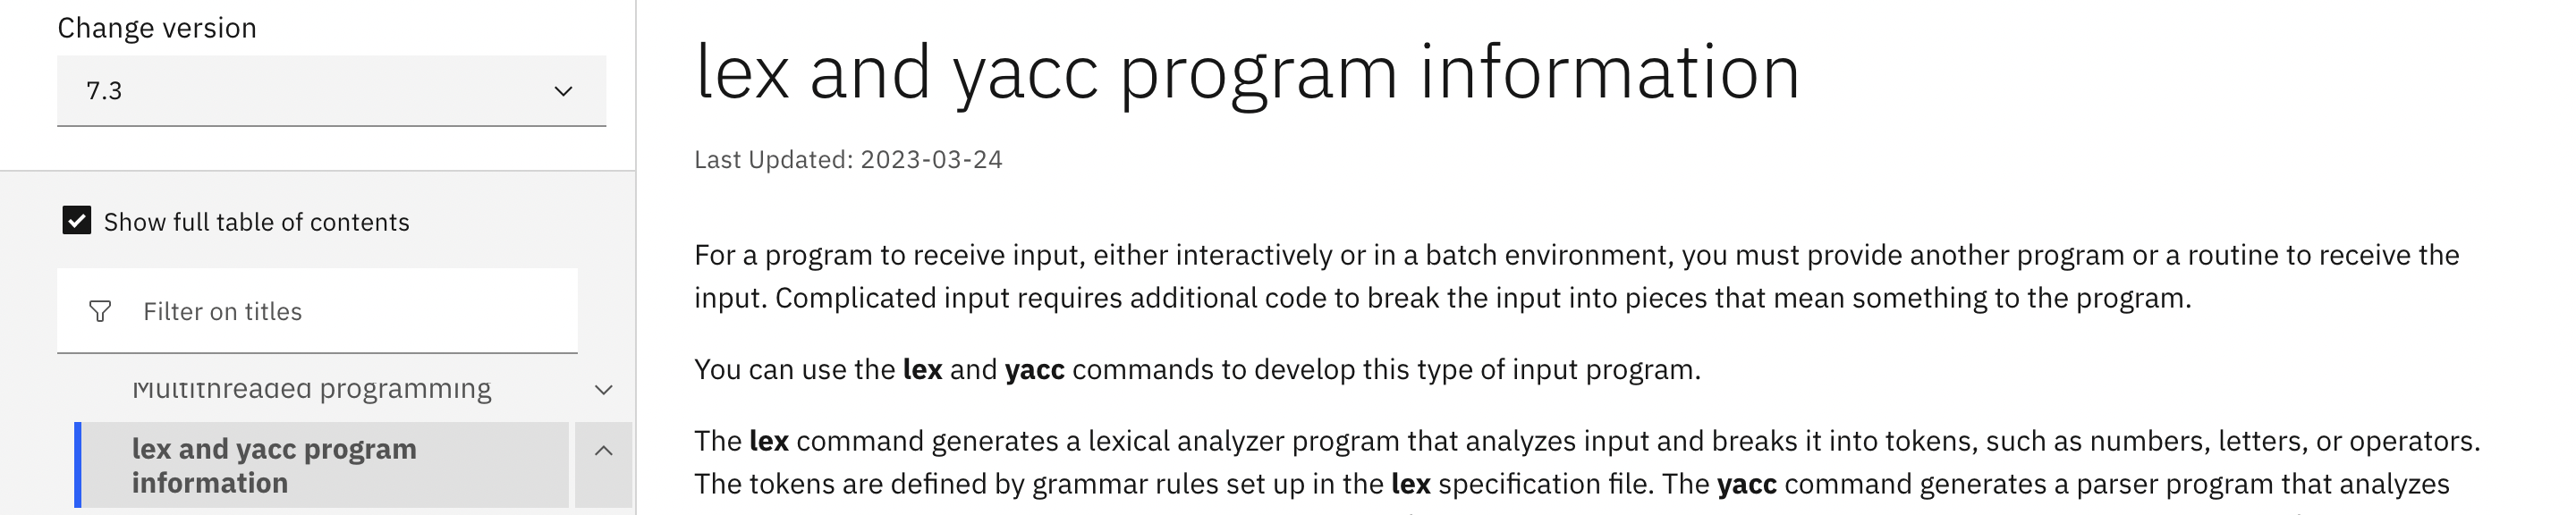 Change version
7.3
Show full table of contents
Filter on titles
Multithreaded programming
lex and yacc program
information
lex and yacc program information
Last Updated: 2023-03-24
For a program to receive input, either interactively or in a batch environment, you must provide another program or a routine to receive the
input. Complicated input requires additional code to break the input into pieces that mean something to the program.
You can use the lex and yacc commands to develop this type of input program.
The lex command generates a lexical analyzer program that analyzes input and breaks it into tokens, such as numbers, letters, or operators.
The tokens are defined by grammar rules set up in the lex specification file. The yacc command generates a parser program that analyzes